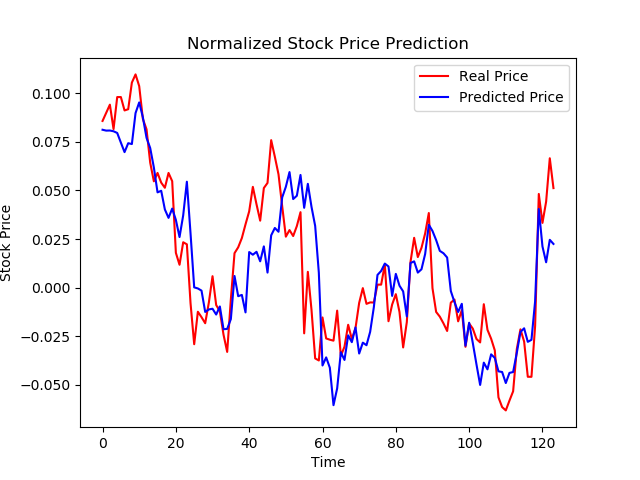 Normalized Stock Price Prediction
Real Price
Predicted Price
Stock Price
0.100
0.075
0.050
0.025
0.000
−0.025
−0.050
0 20 40 60 80 100 120
Time